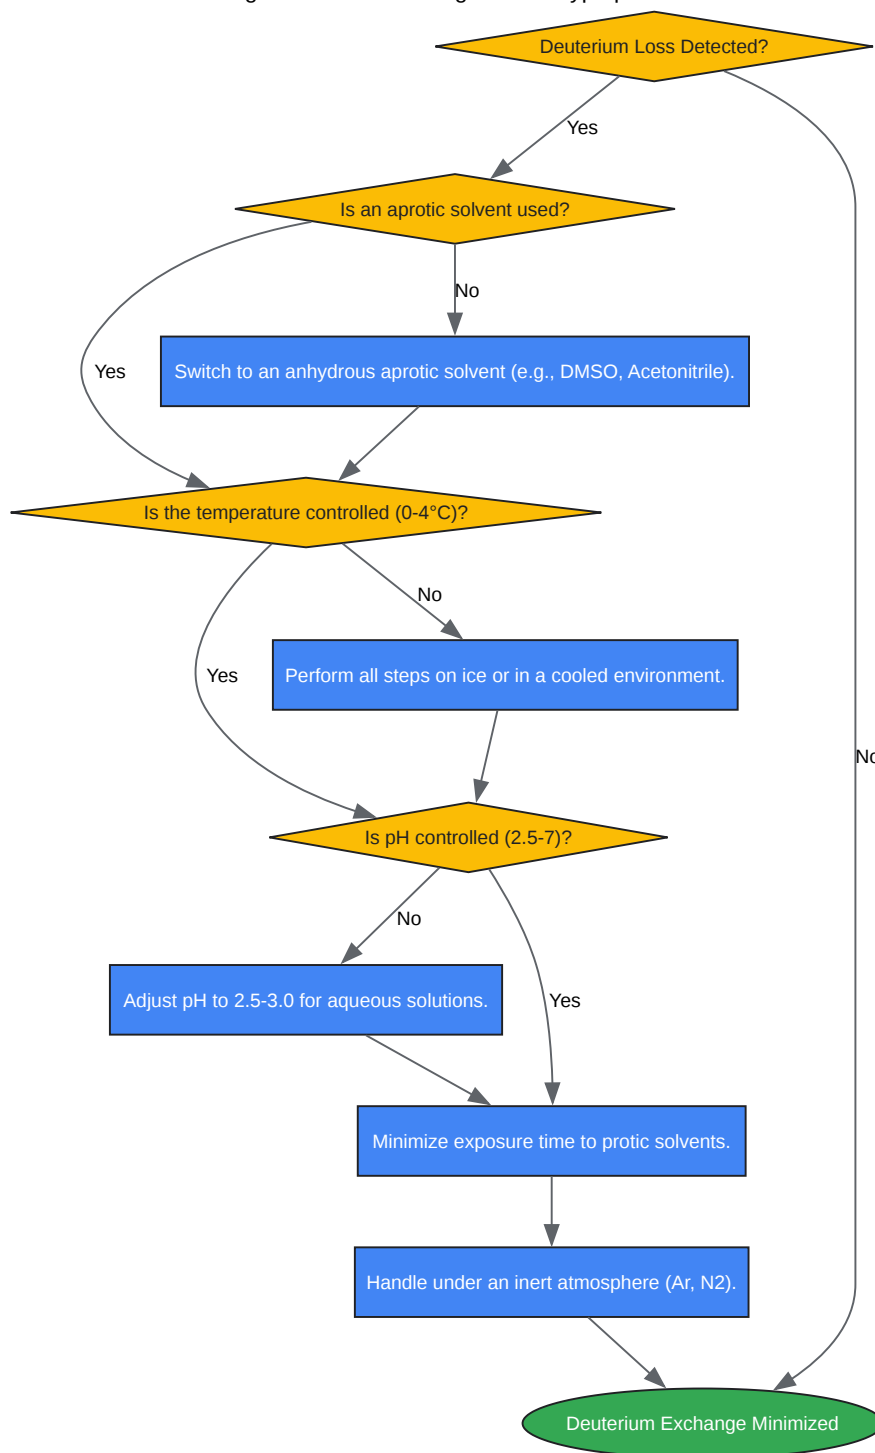 Deuterium Loss Detected?
Yes
Is an aprotic solvent used?
No
Switch to an anhydrous aprotic solvent (e.g., DMSO, Acetonitrile).
Yes
Is the temperature controlled (0-4°C)?
No
Perform all steps on ice or in a cooled environment.
Yes
No
Is pH controlled (2.5-7)?
No
Adjust pH to 2.5-3.0 for aqueous solutions.
Yes
Minimize exposure time to protic solvents.
Handle under an inert atmosphere (Ar, N2).
Deuterium Exchange Minimized